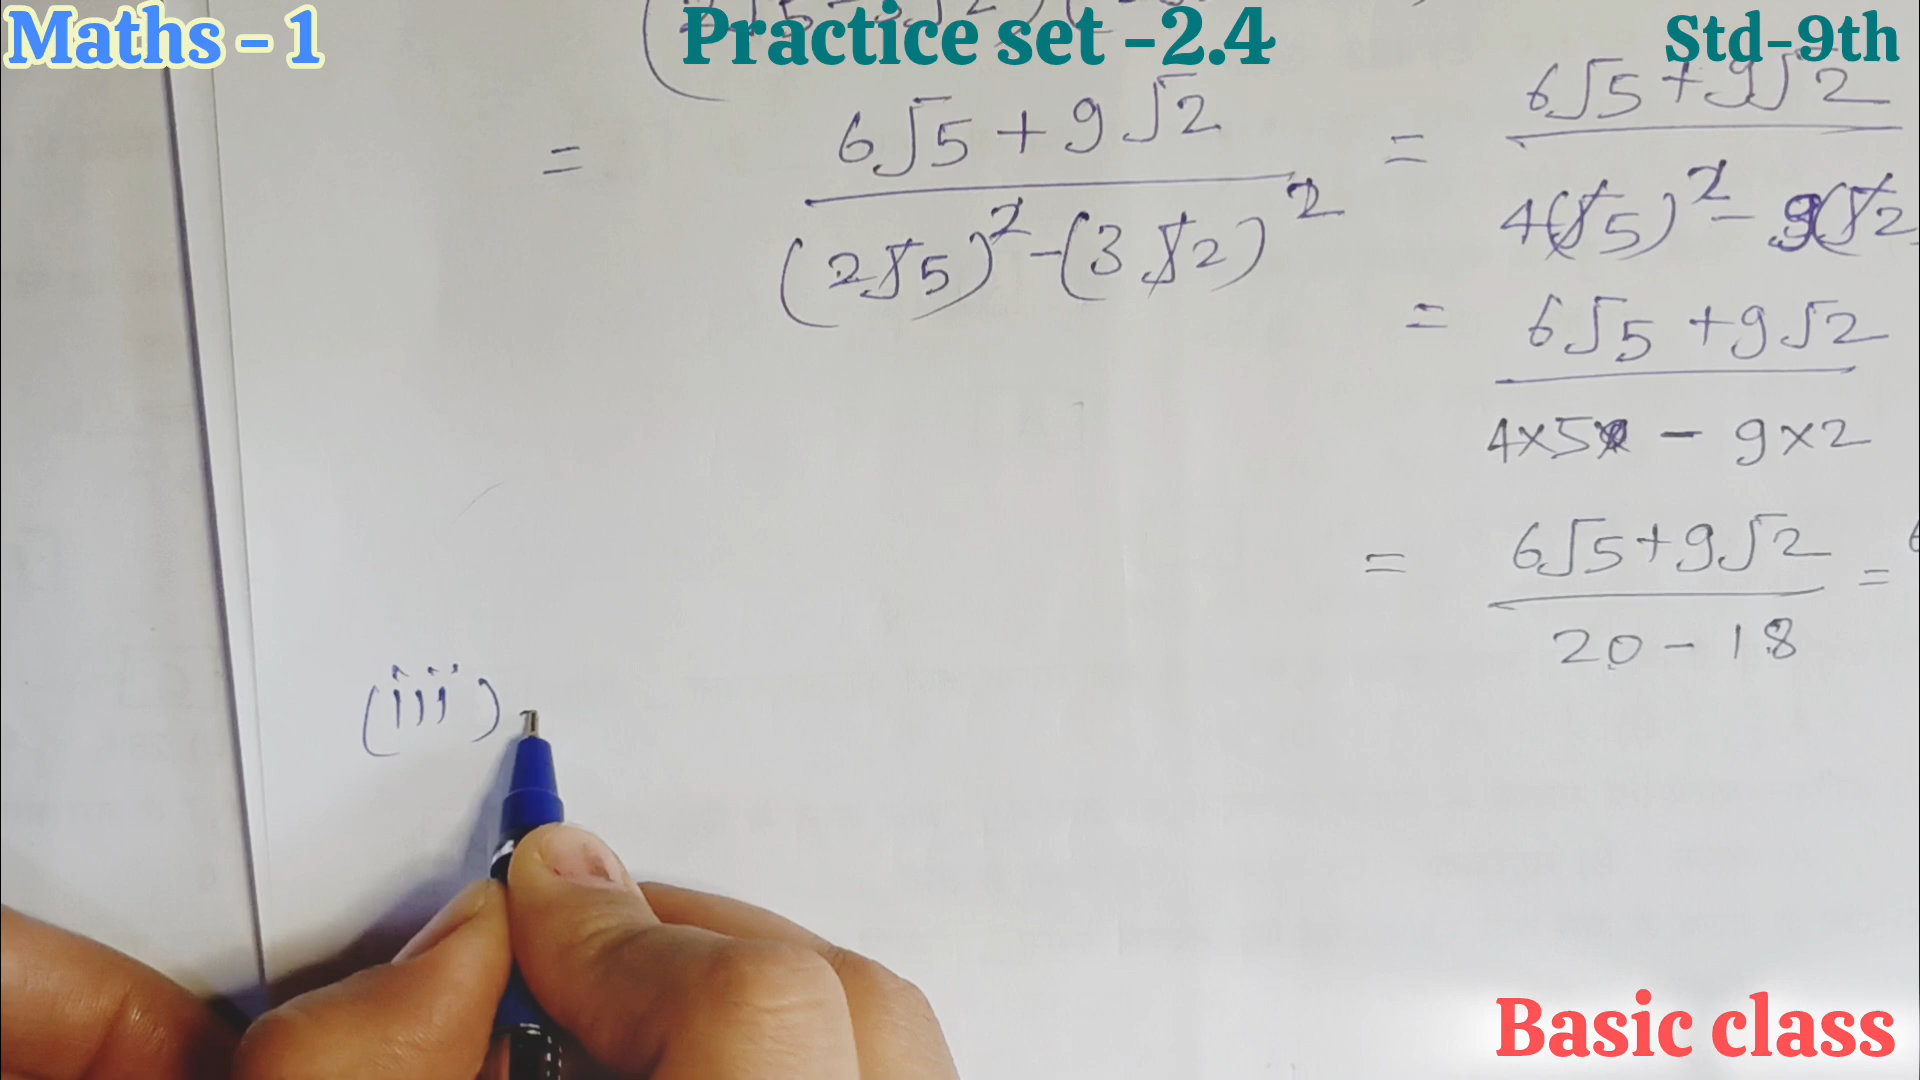 Maths - 1
Practice set -2.4
Std-9th
= 6√5 + 9√2 / (2√5)² - (3√2)²
= 6√5 + 9√2 / 4(√5)² - 9(√2
= 6√5 + 9√2 / 4×5 - 9×2
= 6√5 + 9√2 / 20 - 18 =
(iii)
Basic class